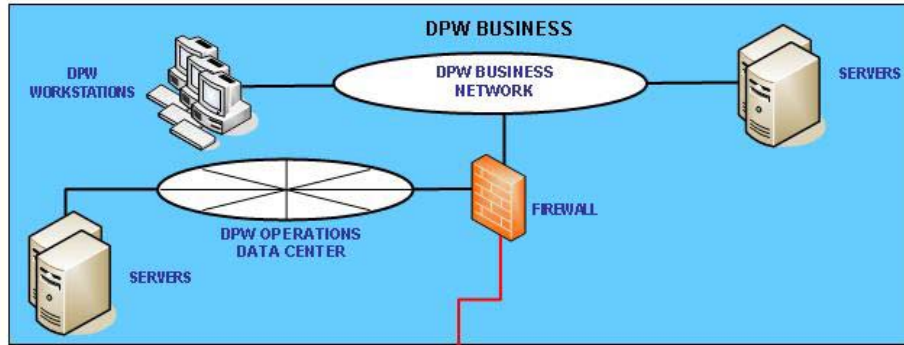 DPW BUSINESS
DPW
WORKSTATIONS
DPW BUSINESS
NETWORK
SERVERS
FIREWALL
DPW OPERATIONS
DATA CENTER
SERVERS